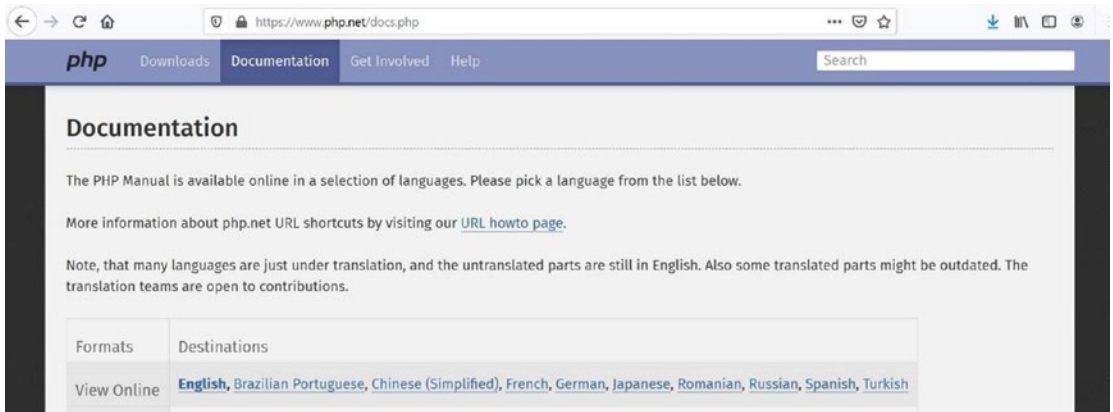 https://www.php.net/docs.php
php Downloads Documentation Get Involved Help Search
Documentation
The PHP Manual is available online in a selection of languages. Please pick a language from the list below.
More information about php.net URL shortcuts by visiting our URL howto page.
Note, that many languages are just under translation, and the untranslated parts are still in English. Also some translated parts might be outdated. The
translation teams are open to contributions.
Formats Destinations
View Online English, Brazilian Portuguese, Chinese (Simplified), French, German, Japanese, Romanian, Russian, Spanish, Turkish